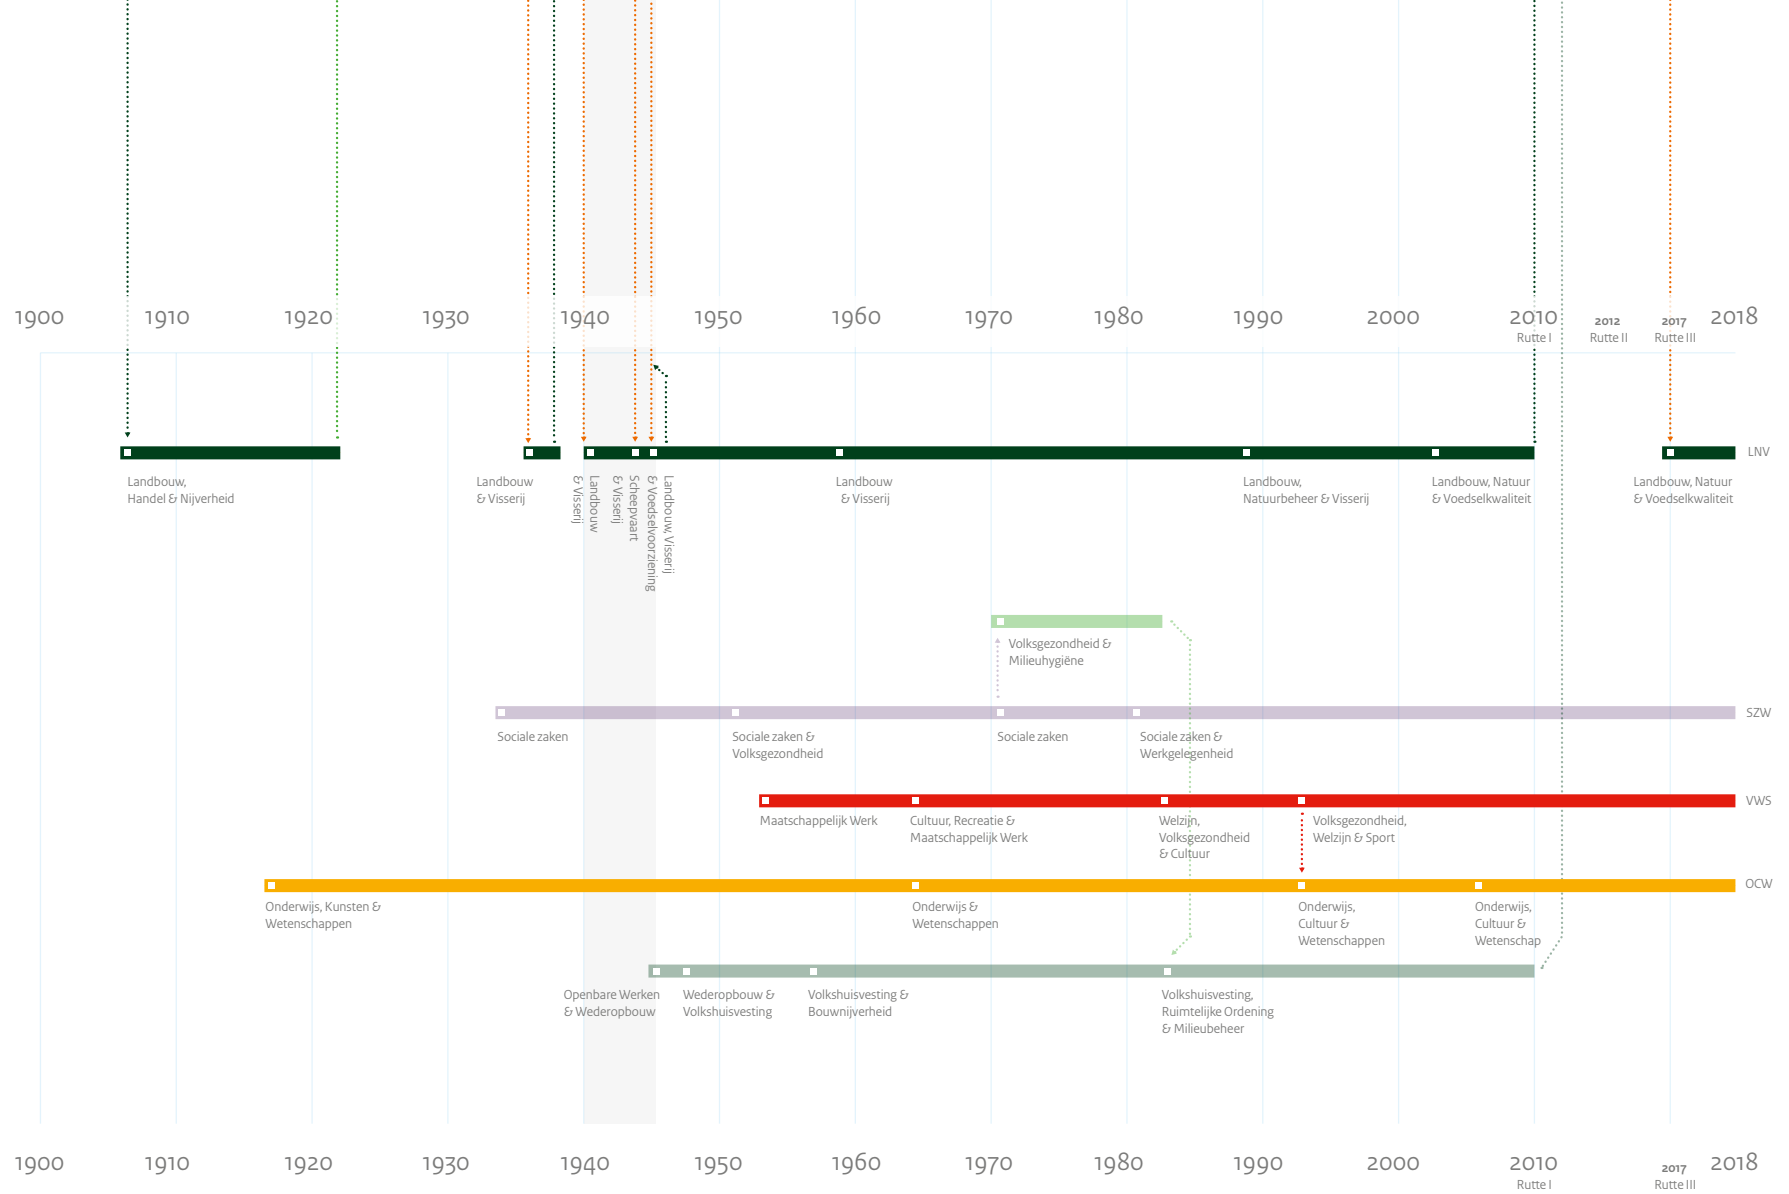 1900 1910 1920 1930 1940 1950 1960 1970 1980 1990 2000 2010 2012 2017 2018
Rutte I Rutte II Rutte III
LNV
Landbouw,
Handel & Nijverheid
Landbouw
& Visserij
Landbouw
& Visserij
Scheepvaart
& Visserij
Landbouw, Visserij
& Voedselvoorziening
Landbouw
& Visserij
Landbouw,
Natuurbeheer & Visserij
Landbouw, Natuur
& Voedselkwaliteit
Landbouw, Natuur
& Voedselkwaliteit
Volksgezondheid &
Milieuhygiëne
SZW
Sociale zaken
Sociale zaken &
Volksgezondheid
Sociale zaken
Sociale zaken &
Werkgelegenheid
VWS
Maatschappelijk Werk
Cultuur, Recreatie &
Maatschappelijk Werk
Welzijn,
Volksgezondheid
& Cultuur
Volksgezondheid,
Welzijn & Sport
OCW
Onderwijs, Kunsten &
Wetenschappen
Onderwijs &
Wetenschappen
Onderwijs,
Cultuur &
Wetenschappen
Onderwijs,
Cultuur &
Wetenschap
Openbare Werken
& Wederopbouw
Wederopbouw &
Volkshuisvesting
Volkshuisvesting &
Bouwnijverheid
Volkshuisvesting,
Ruimtelijke Ordening
& Milieubeheer
1900 1910 1920 1930 1940 1950 1960 1970 1980 1990 2000 2010 2017 2018
Rutte I Rutte III